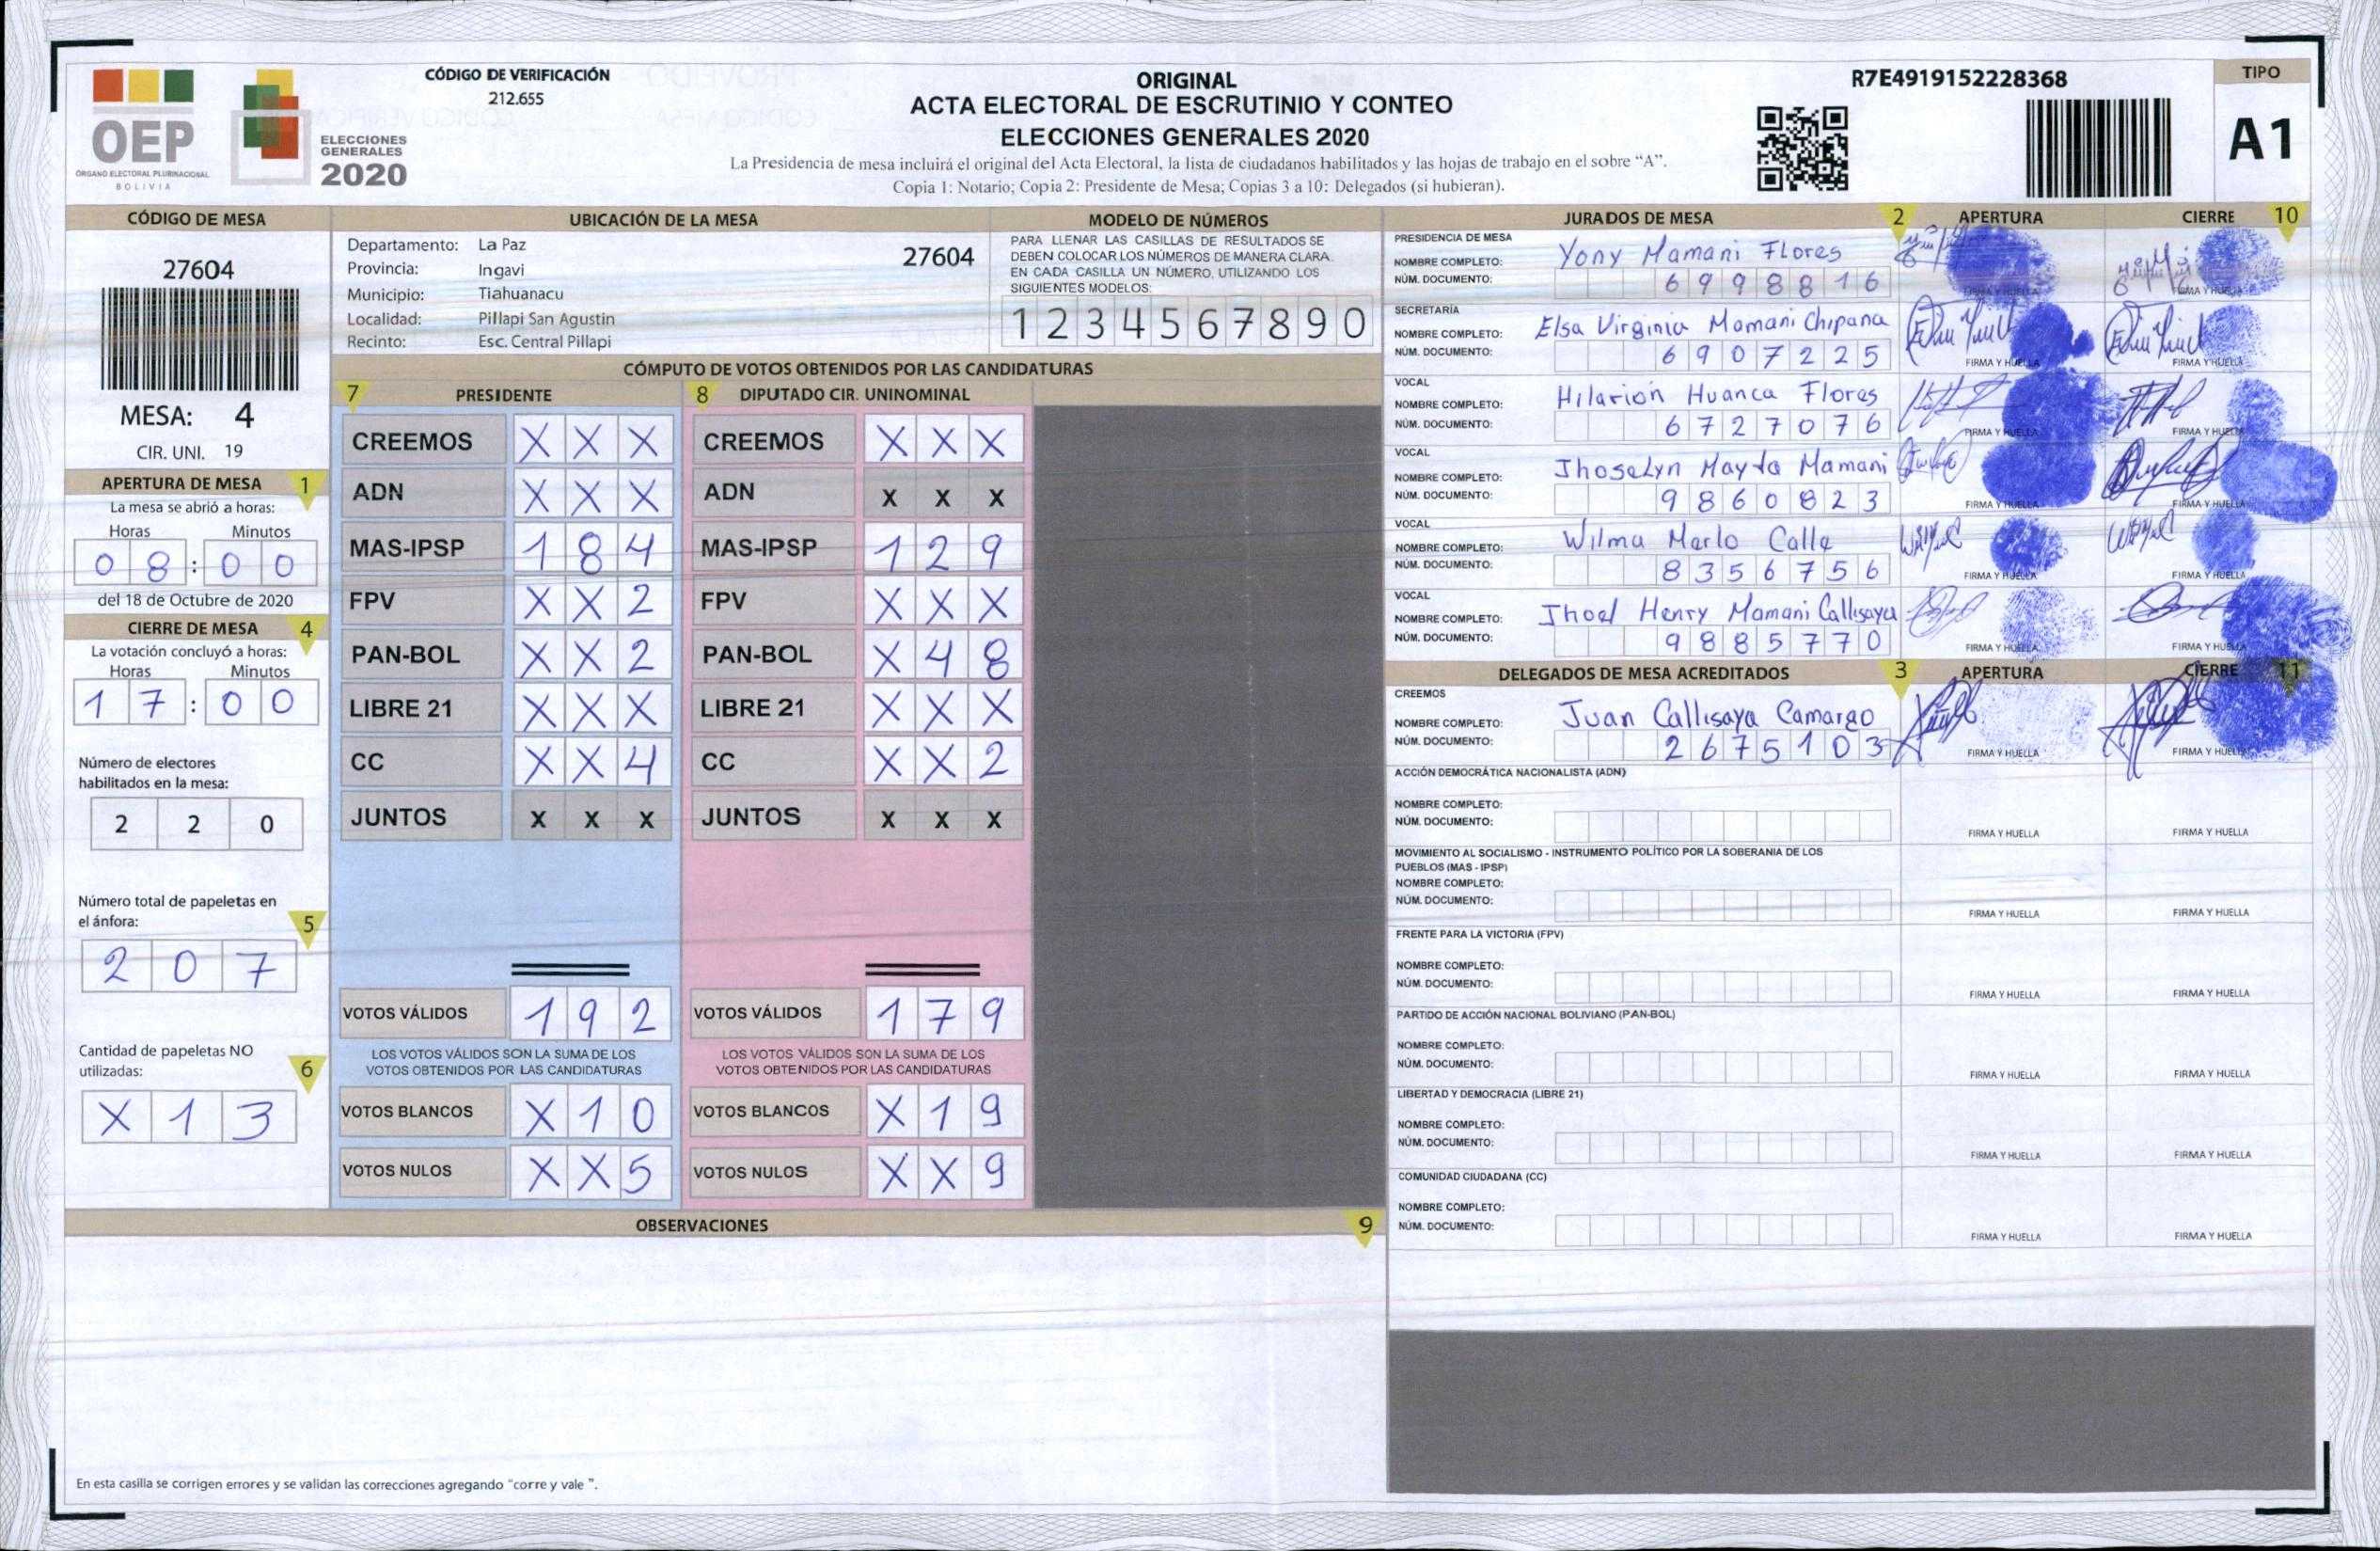 OEP
ÓRGANO ELECTORAL PLURINACIONAL
BOLIVIA
ELECCIONES
GENERALES
2020
CÓDIGO DE VERIFICACIÓN
212.655
ORIGINAL
ACTA ELECTORAL DE ESCRUTINIO Y CONTEO
ELECCIONES GENERALES 2020
La Presidencia de mesa incluirá el original del Acta Electoral, la lista de ciudadanos habilitados y las hojas de trabajo en el sobre “A”.
Copia 1: Notario; Copia 2: Presidente de Mesa; Copias 3 a 10: Delegados (si hubieran).
R7E4919152228368
TIPO
A1
CÓDIGO DE MESA
27604
MESA: 4
CIR. UNI. 19
APERTURA DE MESA 1
La mesa se abrió a horas:
Horas Minutos
0 8 : 0 0
del 18 de Octubre de 2020
CIERRE DE MESA 4
La votación concluyó a horas:
Horas Minutos
1 7 : 0 0
Número de electores
habilitados en la mesa:
2 2 0
Número total de papeletas en
el ánfora: 5
2 0 7
Cantidad de papeletas NO
utilizadas: 6
X 1 3
UBICACIÓN DE LA MESA
Departamento: La Paz 27604
Provincia: Ingavi
Municipio: Tiahuanacu
Localidad: Pillapi San Agustin
Recinto: Esc. Central Pillapi
MODELO DE NÚMEROS
PARA LLENAR LAS CASILLAS DE RESULTADOS SE
DEBEN COLOCAR LOS NÚMEROS DE MANERA CLARA.
EN CADA CASILLA UN NÚMERO, UTILIZANDO LOS
SIGUIENTES MODELOS:
1 2 3 4 5 6 7 8 9 0
CÓMPUTO DE VOTOS OBTENIDOS POR LAS CANDIDATURAS
7 PRESIDENTE
CREEMOS X X X
ADN X X X
MAS-IPSP 1 8 4
FPV X X 2
PAN-BOL X X 2
LIBRE 21 X X X
CC X X 4
JUNTOS X X X
VOTOS VÁLIDOS 1 9 2
LOS VOTOS VÁLIDOS SON LA SUMA DE LOS
VOTOS OBTENIDOS POR LAS CANDIDATURAS
VOTOS BLANCOS X 1 0
VOTOS NULOS X X 5
8 DIPUTADO CIR. UNINOMINAL
CREEMOS X X X
ADN X X X
MAS-IPSP 1 2 9
FPV X X X
PAN-BOL X 4 8
LIBRE 21 X X X
CC X X 2
JUNTOS X X X
VOTOS VÁLIDOS 1 7 9
LOS VOTOS VÁLIDOS SON LA SUMA DE LOS
VOTOS OBTENIDOS POR LAS CANDIDATURAS
VOTOS BLANCOS X 1 9
VOTOS NULOS X X 9
OBSERVACIONES 9
En esta casilla se corrigen errores y se validan las correcciones agregando “corre y vale ”.
JURADOS DE MESA 2 APERTURA CIERRE 10
PRESIDENCIA DE MESA
NOMBRE COMPLETO: Yony Mamani Flores
NÚM. DOCUMENTO: 6 9 9 8 8 1 6
SECRETARÍA
NOMBRE COMPLETO: Elsa Virginia Mamani Chipana
NÚM. DOCUMENTO: 6 9 0 7 2 2 5
FIRMA Y HUELLA FIRMA Y HUELLA
VOCAL
NOMBRE COMPLETO: Hilarión Huanca Flores
NÚM. DOCUMENTO: 6 7 2 7 0 7 6
FIRMA Y HUELLA FIRMA Y HUELLA
VOCAL
NOMBRE COMPLETO: Jhoselyn Mayta Mamani
NÚM. DOCUMENTO: 9 8 6 0 8 2 3
FIRMA Y HUELLA FIRMA Y HUELLA
VOCAL
NOMBRE COMPLETO: Wilma Merlo Calle
NÚM. DOCUMENTO: 8 3 5 6 7 5 6
FIRMA Y HUELLA FIRMA Y HUELLA
VOCAL
NOMBRE COMPLETO: Jhoel Henry Mamani Callisaya
NÚM. DOCUMENTO: 9 8 8 5 7 7 0
FIRMA Y HUELLA FIRMA Y HUELLA
DELEGADOS DE MESA ACREDITADOS 3 APERTURA CIERRE 11
CREEMOS
NOMBRE COMPLETO: Juan Callisaya Camargo
NÚM. DOCUMENTO: 2 6 7 5 1 0 3
FIRMA Y HUELLA FIRMA Y HUELLA
ACCIÓN DEMOCRÁTICA NACIONALISTA (ADN)
NOMBRE COMPLETO:
NÚM. DOCUMENTO:
FIRMA Y HUELLA FIRMA Y HUELLA
MOVIMIENTO AL SOCIALISMO - INSTRUMENTO POLÍTICO POR LA SOBERANIA DE LOS
PUEBLOS (MAS - IPSP)
NOMBRE COMPLETO:
NÚM. DOCUMENTO:
FIRMA Y HUELLA FIRMA Y HUELLA
FRENTE PARA LA VICTORIA (FPV)
NOMBRE COMPLETO:
NÚM. DOCUMENTO:
FIRMA Y HUELLA FIRMA Y HUELLA
PARTIDO DE ACCIÓN NACIONAL BOLIVIANO (PAN-BOL)
NOMBRE COMPLETO:
NÚM. DOCUMENTO:
FIRMA Y HUELLA FIRMA Y HUELLA
LIBERTAD Y DEMOCRACIA (LIBRE 21)
NOMBRE COMPLETO:
NÚM. DOCUMENTO:
FIRMA Y HUELLA FIRMA Y HUELLA
COMUNIDAD CIUDADANA (CC)
NOMBRE COMPLETO:
NÚM. DOCUMENTO:
FIRMA Y HUELLA FIRMA Y HUELLA